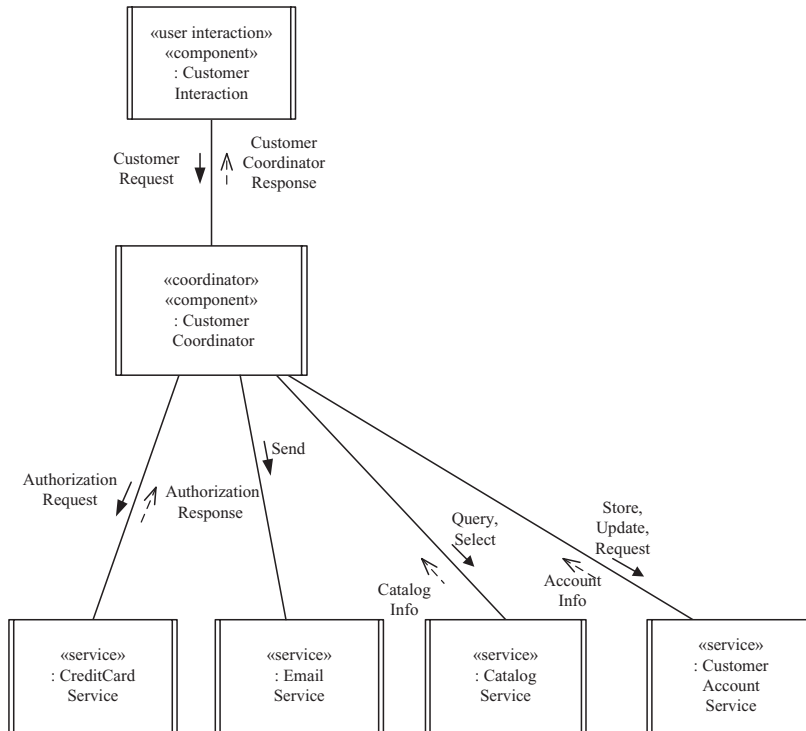 «user interaction»
«component»
: Customer
Interaction
Customer
Request
Customer
Coordinator
Response
«coordinator»
«component»
: Customer
Coordinator
Authorization
Request
Authorization
Response
Send
Query,
Select
Catalog
Info
Store,
Update,
Request
Account
Info
«service»
: CreditCard
Service
«service»
: Email
Service
«service»
: Catalog
Service
«service»
: Customer
Account
Service